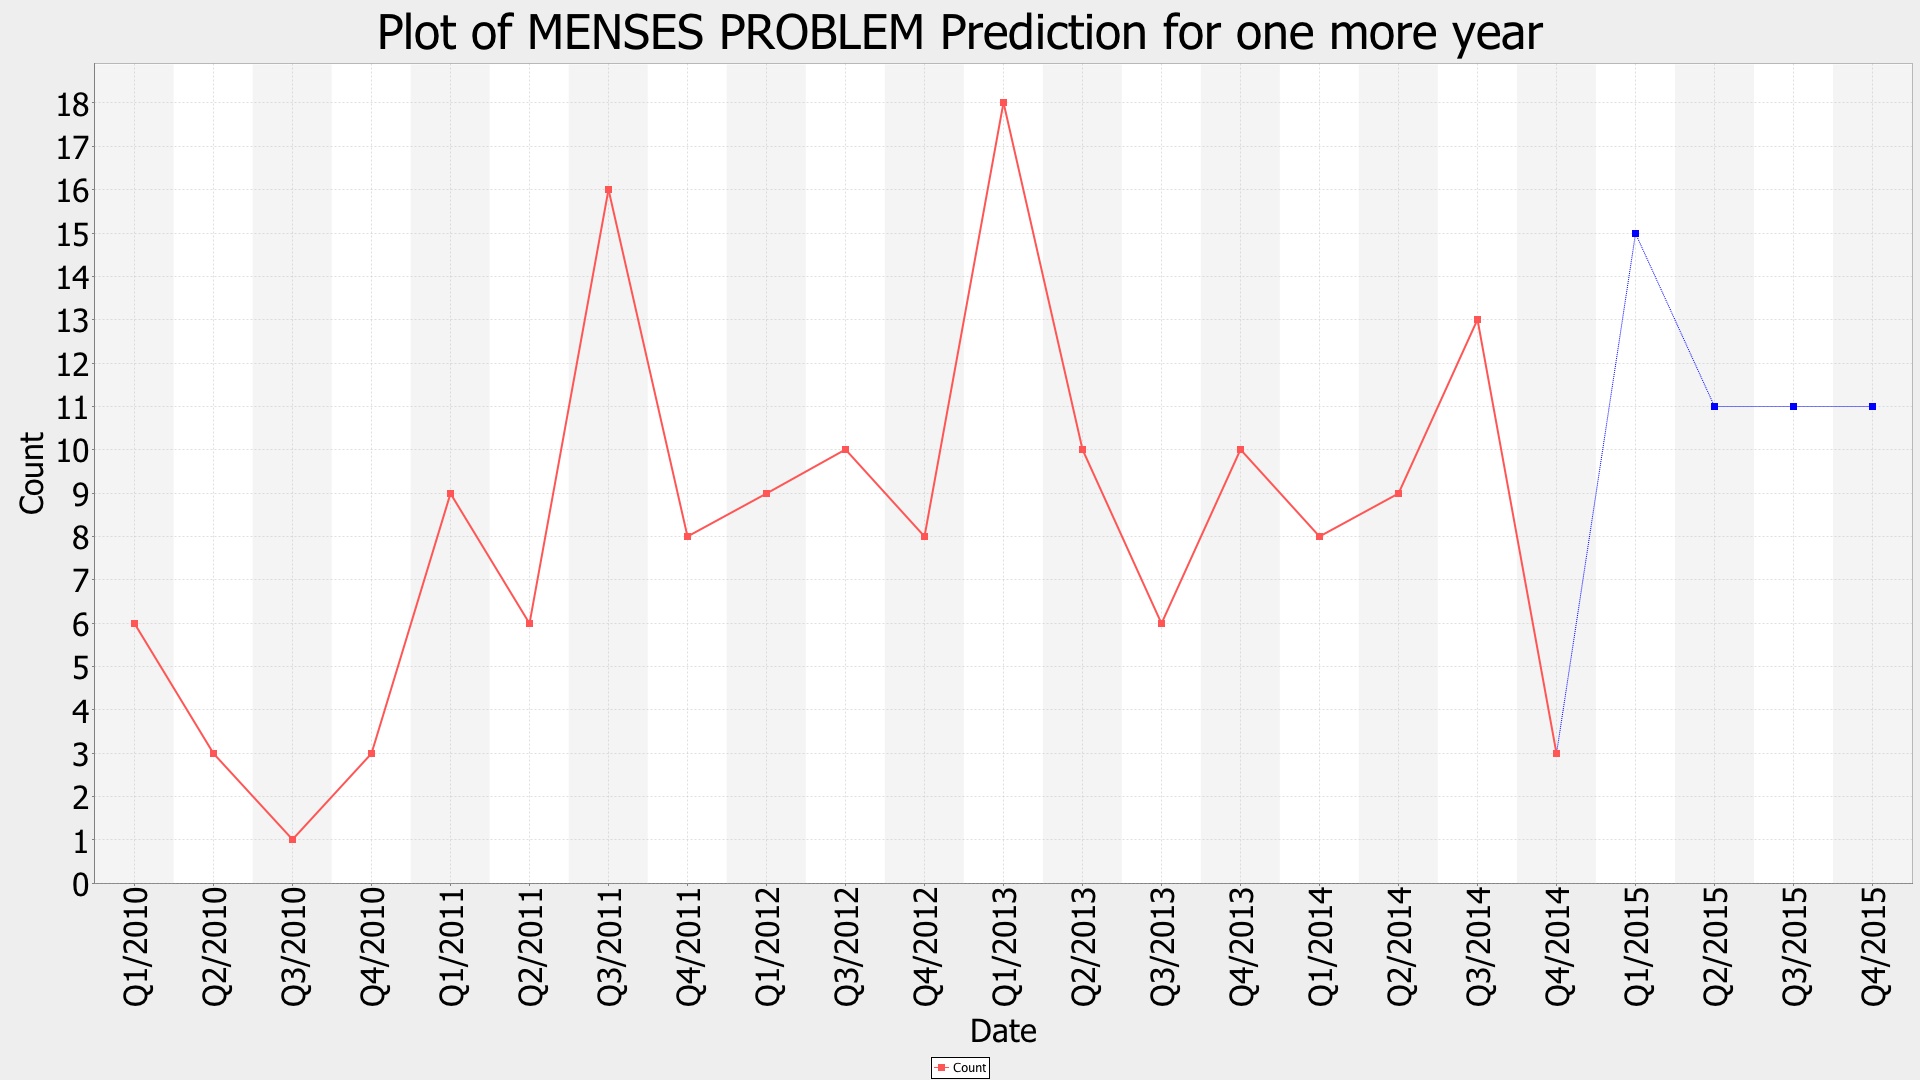 Plot of MENSES PROBLEM Prediction for one more year
Count
18
17
16
15
14
13
12
11
10
9
8
7
6
5
4
3
2
1
0
Q1/2010
Q2/2010
Q3/2010
Q4/2010
Q1/2011
Q2/2011
Q3/2011
Q4/2011
Q1/2012
Q3/2012
Q4/2012
Q1/2013
Q2/2013
Q3/2013
Q4/2013
Q1/2014
Q2/2014
Q3/2014
Q4/2014
Q1/2015
Q2/2015
Q3/2015
Q4/2015
Date
Count